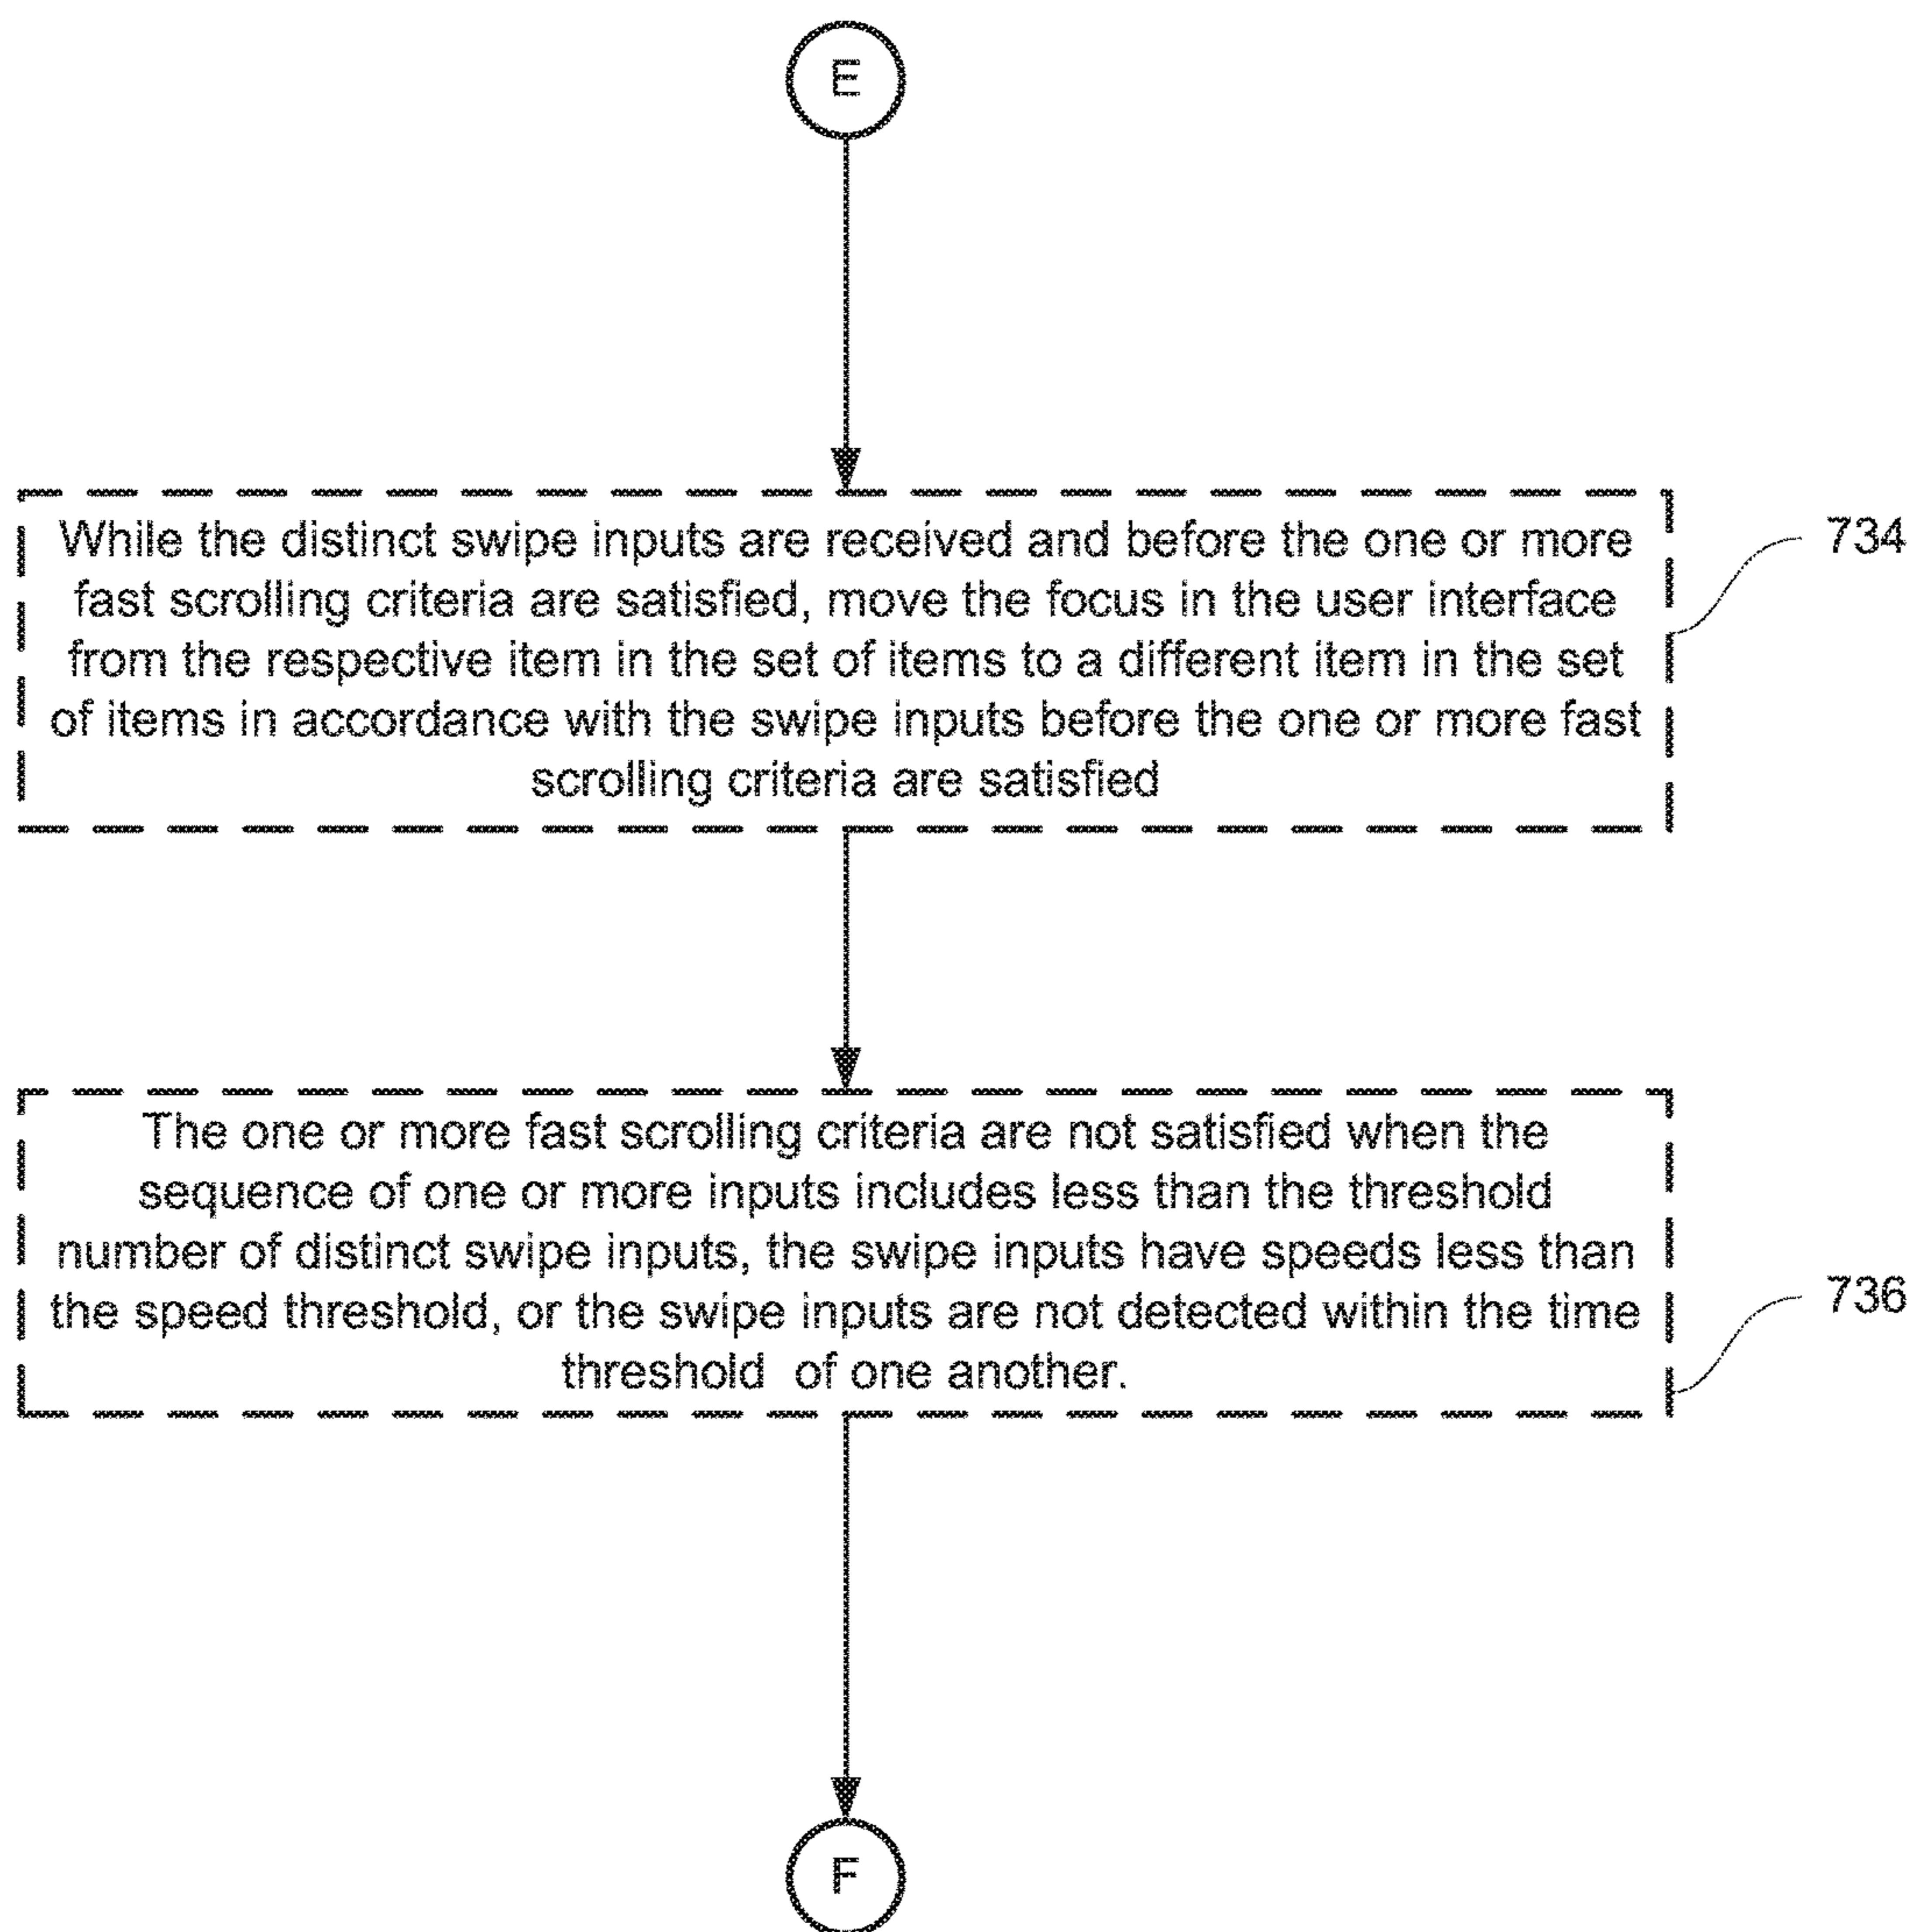 E
While the distinct swipe inputs are received and before the one or more
fast scrolling criteria are satisfied, move the focus in the user interface
from the respective item in the set of items to a different item in the set
of items in accordance with the swipe inputs before the one or more fast
scrolling criteria are satisfied
734
The one or more fast scrolling criteria are not satisfied when the
sequence of one or more inputs includes less than the threshold
number of distinct swipe inputs, the swipe inputs have speeds less than
the speed threshold, or the swipe inputs are not detected within the time
threshold  of one another.
736
F